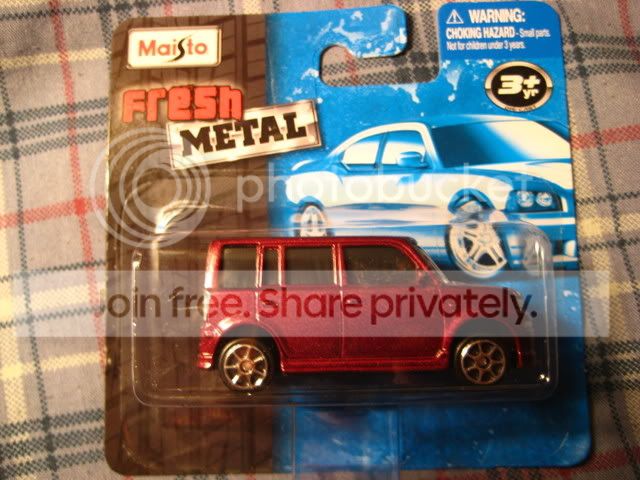 Maisto
Fresh
METAL
WARNING:
CHOKING HAZARD - Small parts.
Not for children under 3 years.
3+
yr
photobucket
Join free. Share privately.